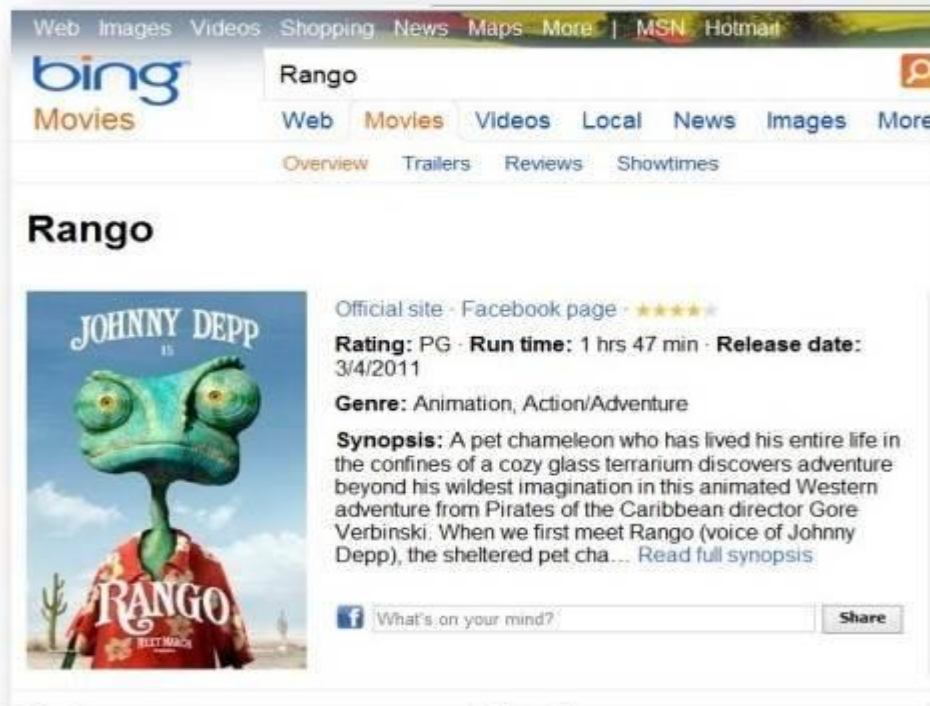 Web Images Videos Shopping News Maps More | MSN Hotmail
bing
Rango
Movies
Web Movies Videos Local News Images More
Overview Trailers Reviews Showtimes
Rango
JOHNNY DEPP
IS
RANGO
Official site · Facebook page ·
Rating: PG · Run time: 1 hrs 47 min · Release date:
3/4/2011
Genre: Animation, Action/Adventure
Synopsis: A pet chameleon who has lived his entire life in
the confines of a cozy glass terrarium discovers adventure
beyond his wildest imagination in this animated Western
adventure from Pirates of the Caribbean director Gore
Verbinski. When we first meet Rango (voice of Johnny
Depp), the sheltered pet cha... Read full synopsis
f What's on your mind? Share